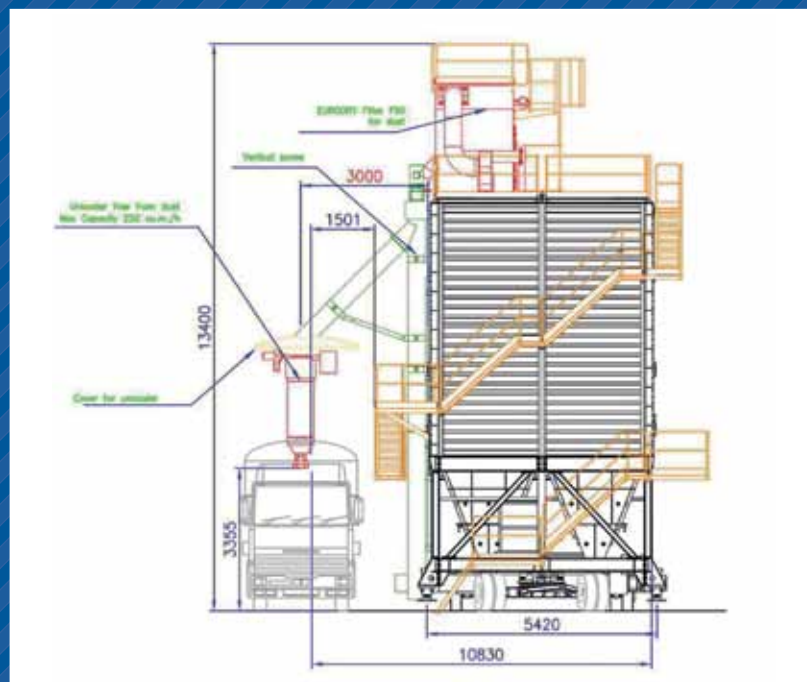 EURODRY Filter F50
for dust
Vertical screw
3000
Unloader Free From Dust
Max Capacity 250 cu.m./h
1501
13400
Cover for unloader
3355
5420
10830